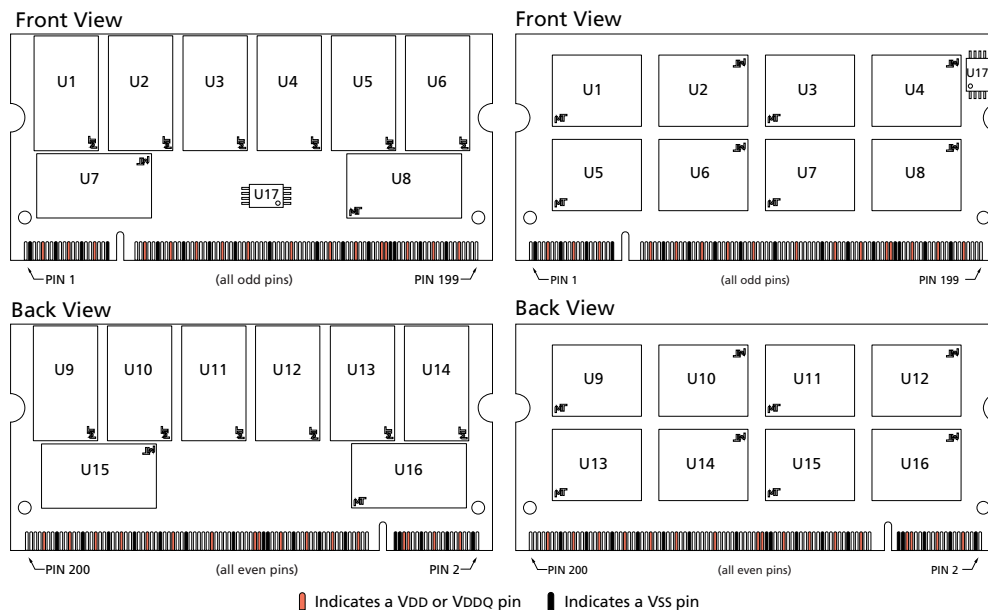 Front View
U1 U2 U3 U4 U5 U6
U7 U17 U8
PIN 1 (all odd pins) PIN 199
Front View
U1 U2 U3 U4 U17
U5 U6 U7 U8
PIN 1 (all odd pins) PIN 199
Back View
U9 U10 U11 U12 U13 U14
U15 U16
PIN 200 (all even pins) PIN 2
Back View
U9 U10 U11 U12
U13 U14 U15 U16
PIN 200 (all even pins) PIN 2
Indicates a VDD or VDDQ pin Indicates a VSS pin